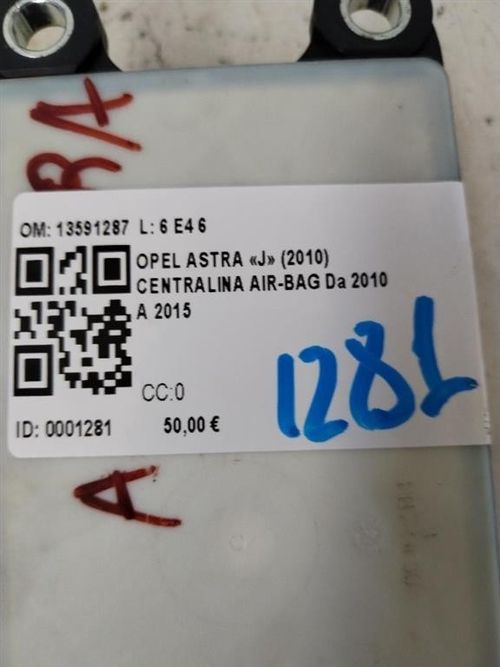 OM: 13591287 L: 6 E4 6
OPEL ASTRA «J» (2010)
CENTRALINA AIR-BAG Da 2010
A 2015
CC:0
ID: 0001281 50,00 €
1281
A